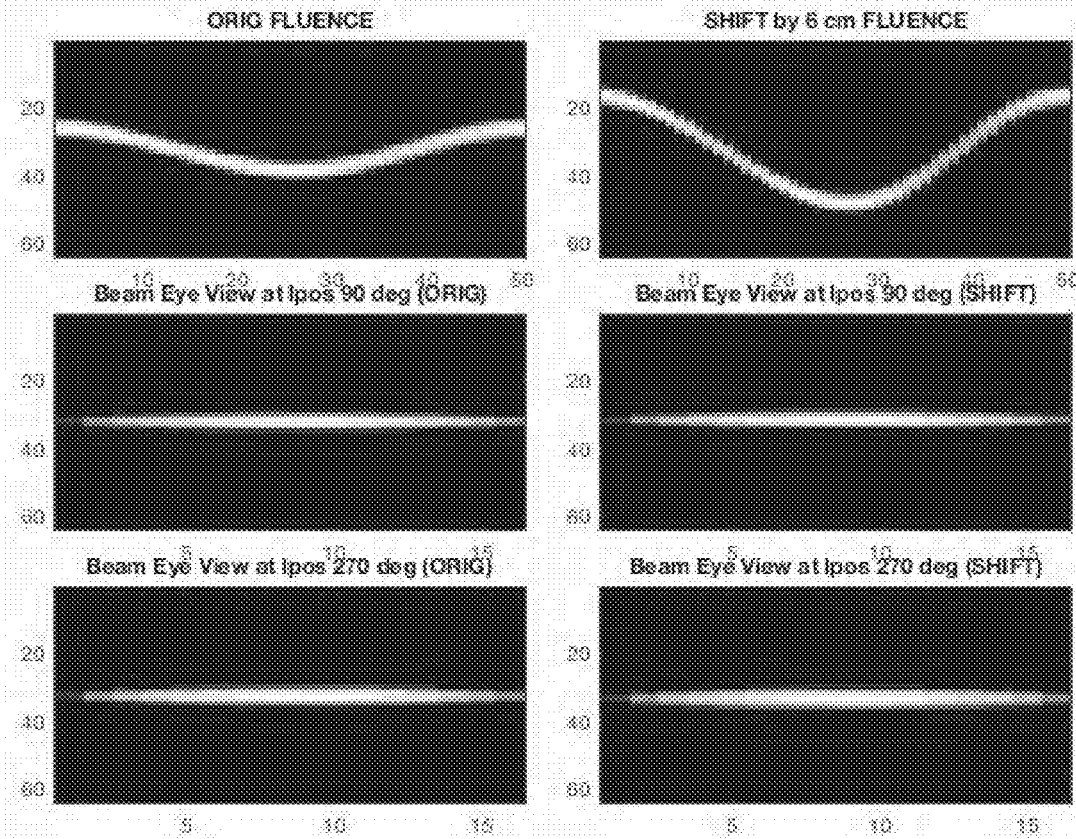 ORIG FLUENCE
SHIFT by 6 cm FLUENCE
20
40
60
10 20 30 40 50
20
40
60
10 20 30 40 50
Beam Eye View at Ipos 90 deg (ORIG)
Beam Eye View at Ipos 90 deg (SHIFT)
20
40
60
5 10 15
20
40
60
5 10 15
Beam Eye View at Ipos 270 deg (ORIG)
Beam Eye View at Ipos 270 deg (SHIFT)
20
40
60
5 10 15
20
40
60
5 10 15